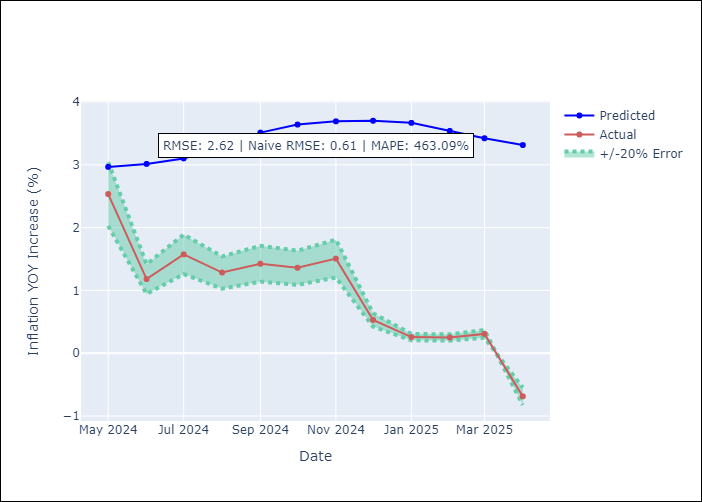 Predicted
Actual
+/-20% Error
RMSE: 2.62 | Naive RMSE: 0.61 | MAPE: 463.09%
Inflation YOY Increase (%)
4
3
2
1
0
−1
May 2024
Jul 2024
Sep 2024
Nov 2024
Jan 2025
Mar 2025
Date